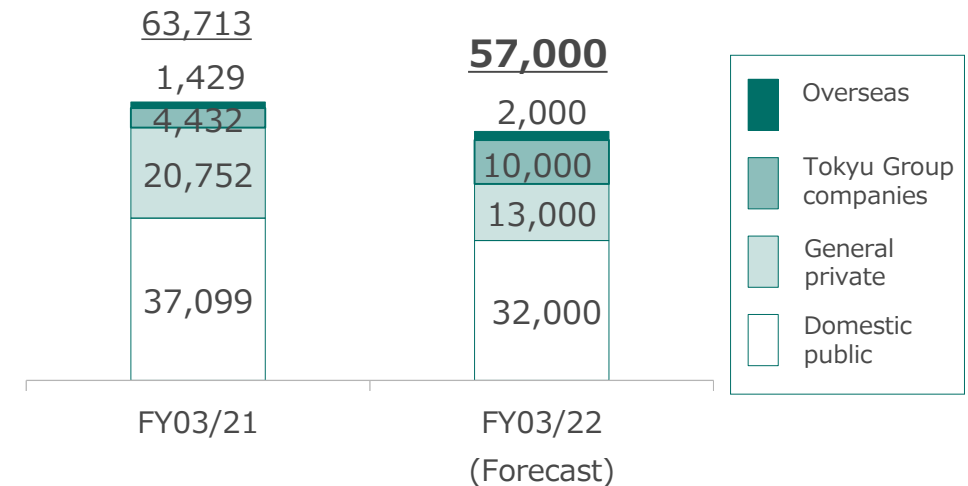 63,713
1,429
4,432
20,752
37,099
FY03/21
57,000
2,000
10,000
13,000
32,000
FY03/22
(Forecast)
Overseas
Tokyu Group
companies
General
private
Domestic
public